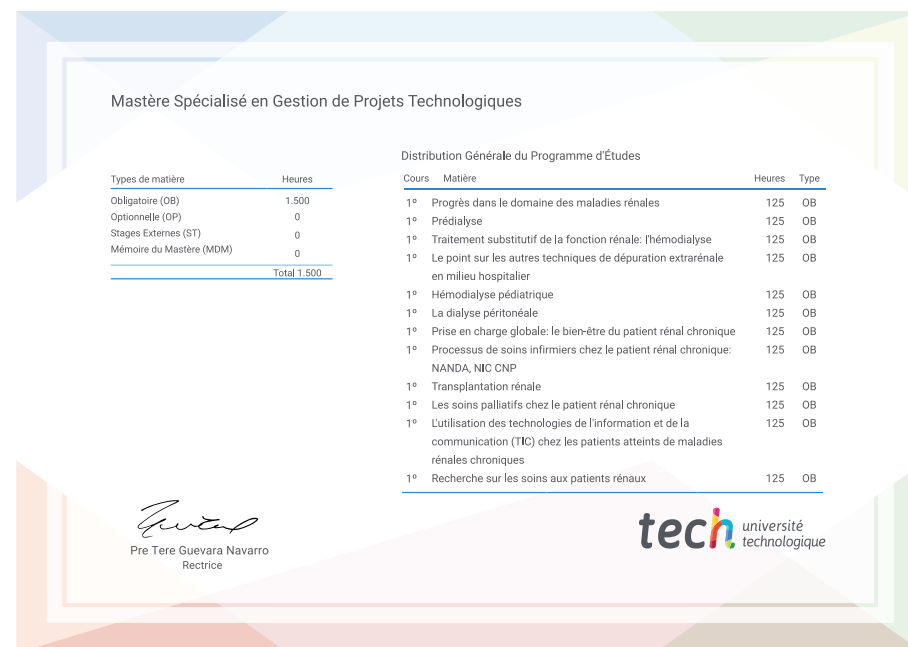 Mastère Spécialisé en Gestion de Projets Technologiques
Types de matière Heures
Obligatoire (OB) 1.500
Optionnelle (OP) 0
Stages Externes (ST) 0
Mémoire du Mastère (MDM) 0
Total 1.500
Distribution Générale du Programme d'Études
Cours Matière Heures Type
1º Progrès dans le domaine des maladies rénales 125 OB
1º Prédialyse 125 OB
1º Traitement substitutif de la fonction rénale: l'hémodialyse 125 OB
1º Le point sur les autres techniques de dépuration extrarénale 125 OB
en milieu hospitalier
1º Hémodialyse pédiatrique 125 OB
1º La dialyse péritonéale 125 OB
1º Prise en charge globale: le bien-être du patient rénal chronique 125 OB
1º Processus de soins infirmiers chez le patient rénal chronique: 125 OB
NANDA, NIC CNP
1º Transplantation rénale 125 OB
1º Les soins palliatifs chez le patient rénal chronique 125 OB
1º L'utilisation des technologies de l'information et de la 125 OB
communication (TIC) chez les patients atteints de maladies
rénales chroniques
1º Recherche sur les soins aux patients rénaux 125 OB
Pre Tere Guevara Navarro
Rectrice
tech université
technologique